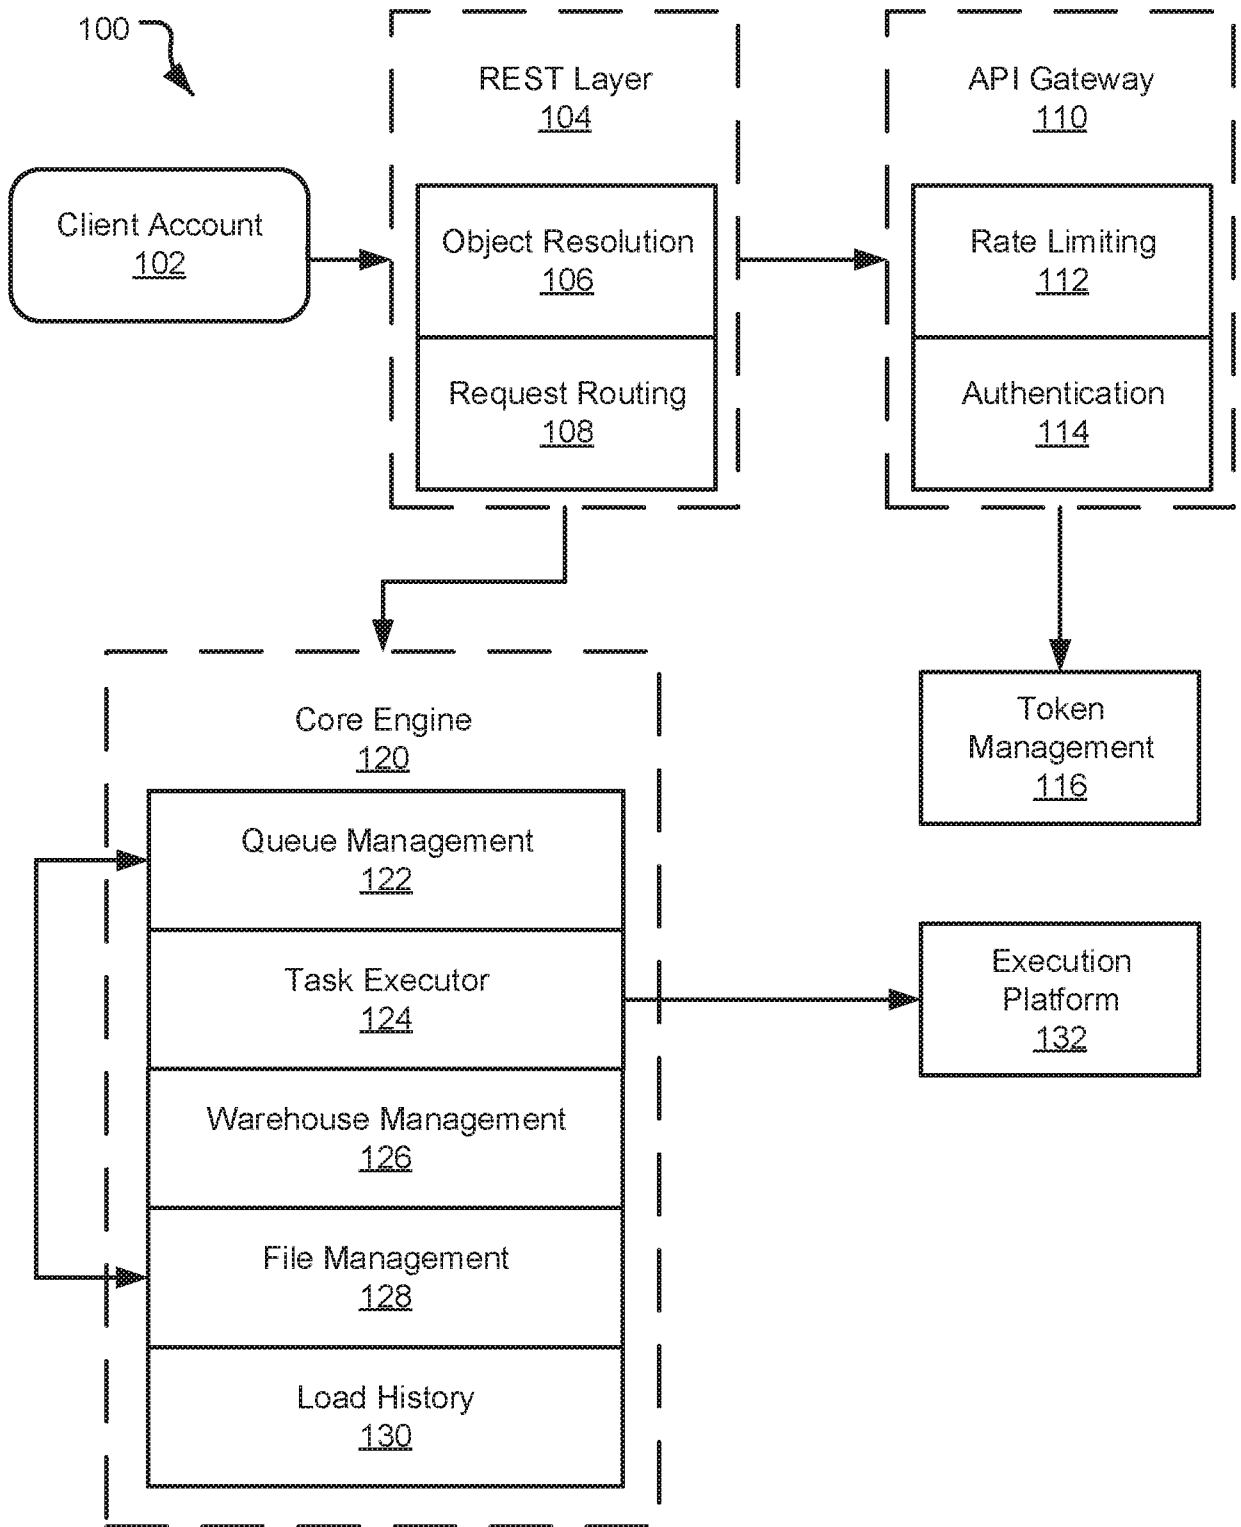 100
REST Layer
104
API Gateway
110
Client Account
102
Object Resolution
106
Rate Limiting
112
Request Routing
108
Authentication
114
Core Engine
120
Token
Management
116
Queue Management
122
Task Executor
124
Execution
Platform
132
Warehouse Management
126
File Management
128
Load History
130